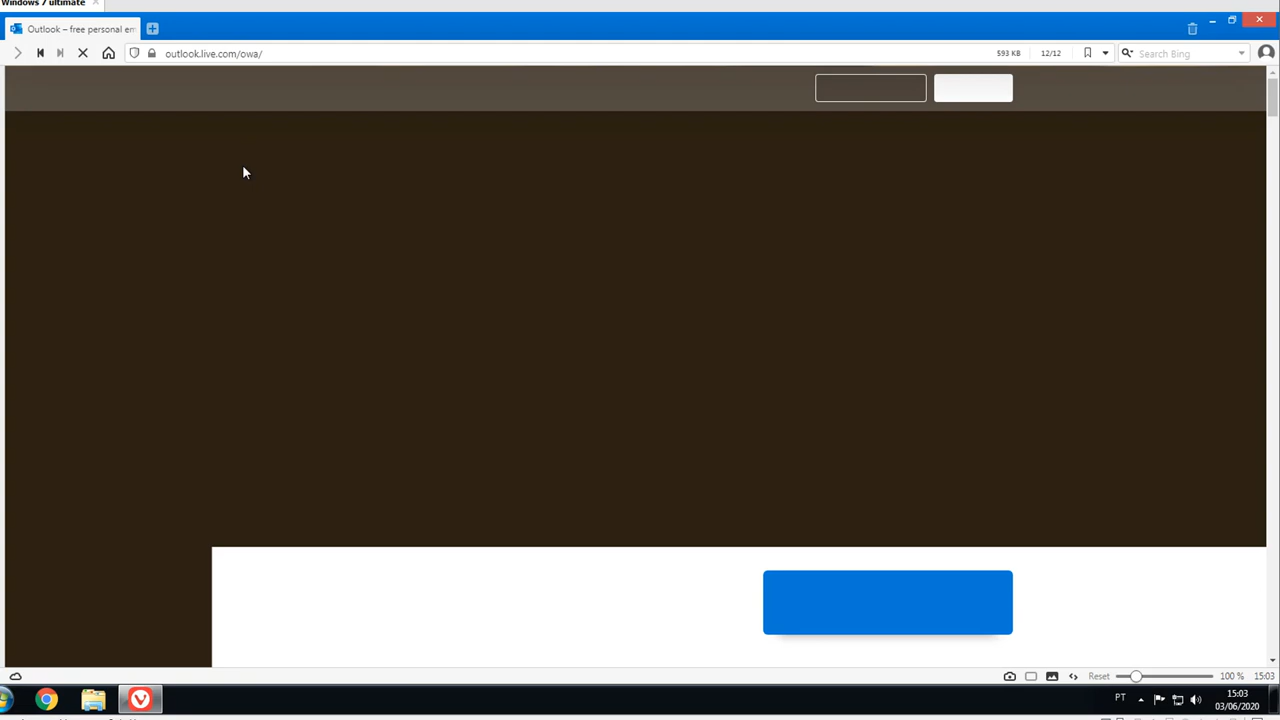 Windows 7 ultimate
Outlook – free personal em
outlook.live.com/owa/
593 KB
12/12
Search Bing
Reset
100 %
15:03
PT
15:03
03/06/2020